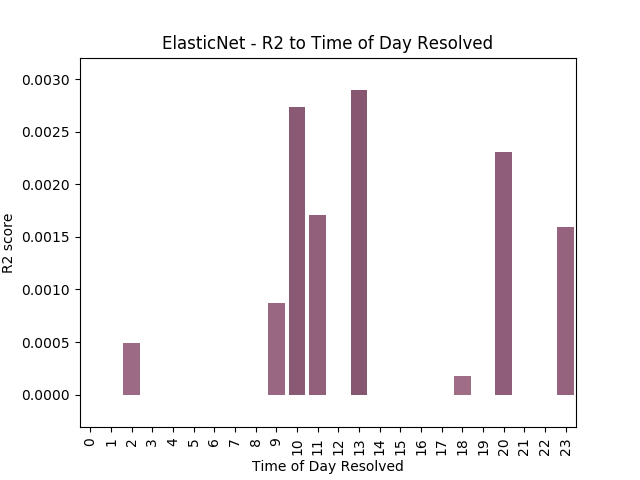 ElasticNet - R2 to Time of Day Resolved
0.0030
0.0025
0.0020
0.0015
0.0010
0.0005
0.0000
R2 score
0 1 2 3 4 5 6 7 8 9 10 11 12 13 14 15 16 17 18 19 20 21 22 23
Time of Day Resolved